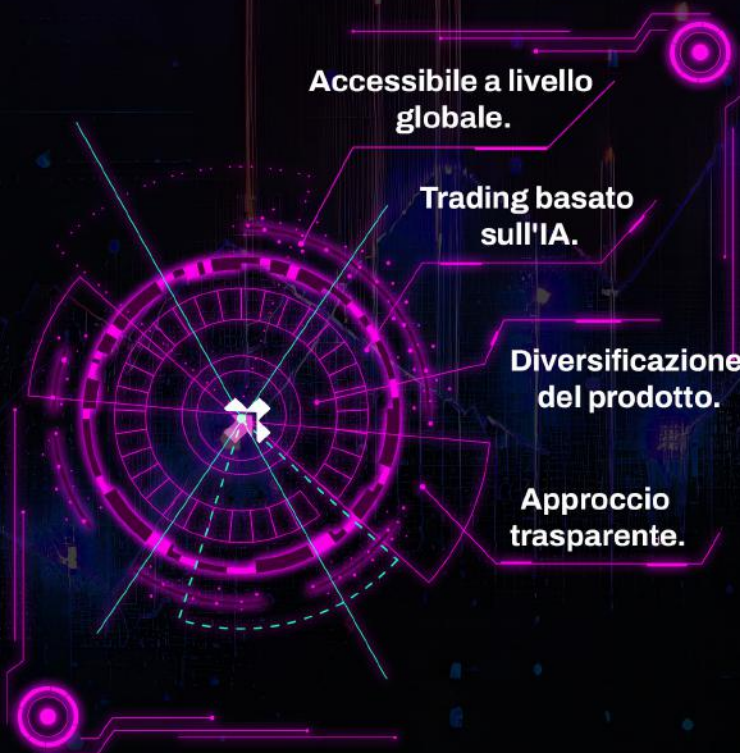 Accessibile a livello
globale.
Trading basato
sull'IA.
Diversificazione
del prodotto.
Approccio
trasparente.